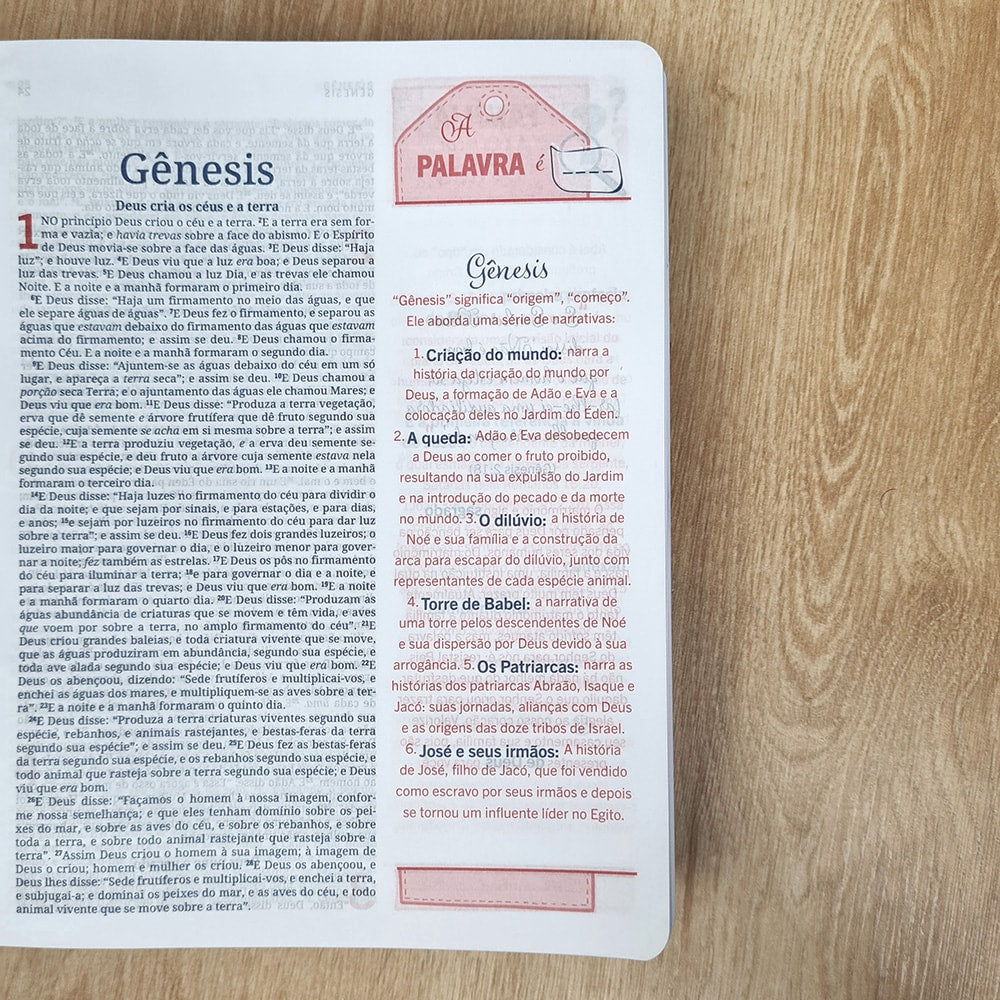 Gênesis
Deus cria os céus e a terra
1 NO princípio Deus criou o céu e a terra. ²E a terra era sem for-
ma e vazia; e havia trevas sobre a face do abismo. E o Espírito
de Deus movia-se sobre a face das águas. ³E Deus disse: “Haja
luz”; e houve luz. ⁴E Deus viu que a luz era boa; e Deus separou a
luz das trevas. ⁵E Deus chamou a luz Dia, e as trevas ele chamou
Noite. E a noite e a manhã formaram o primeiro dia.
⁶E Deus disse: “Haja um firmamento no meio das águas, e que
ele separe águas de águas”. ⁷E Deus fez o firmamento, e separou as
águas que estavam debaixo do firmamento das águas que estavam
acima do firmamento; e assim se deu. ⁸E Deus chamou o firma-
mento Céu. E a noite e a manhã formaram o segundo dia.
⁹E Deus disse: “Ajuntem-se as águas debaixo do céu em um só
lugar, e apareça a terra seca”; e assim se deu. ¹⁰E Deus chamou a
porção seca Terra; e o ajuntamento das águas ele chamou Mares; e
Deus viu que era bom. ¹¹E Deus disse: “Produza a terra vegetação,
erva que dê semente e árvore frutífera que dê fruto segundo sua
espécie, cuja semente se acha em si mesma sobre a terra”; e assim
se deu. ¹²E a terra produziu vegetação, e a erva deu semente se-
gundo sua espécie, e deu fruto a árvore cuja semente estava nela
segundo sua espécie; e Deus viu que era bom. ¹³E a noite e a manhã
formaram o terceiro dia.
¹⁴E Deus disse: “Haja luzes no firmamento do céu para dividir o
dia da noite; e que sejam por sinais, e para estações, e para dias,
e anos; ¹⁵e sejam por luzeiros no firmamento do céu para dar luz
sobre a terra”; e assim se deu. ¹⁶E Deus fez dois grandes luzeiros; o
luzeiro maior para governar o dia, e o luzeiro menor para gover-
nar a noite; fez também as estrelas. ¹⁷E Deus os pôs no firmamento
do céu para iluminar a terra; ¹⁸e para governar o dia e a noite, e
para separar a luz das trevas; e Deus viu que era bom. ¹⁹E a noite
e a manhã formaram o quarto dia. ²⁰E Deus disse: “Produzam as
águas abundância de criaturas que se movem e têm vida, e aves
que voem por sobre a terra, no amplo firmamento do céu”. ²¹E
Deus criou grandes baleias, e toda criatura vivente que se move,
que as águas produziram em abundância, segundo sua espécie, e
toda ave alada segundo sua espécie; e Deus viu que era bom. ²²E
Deus os abençoou, dizendo: “Sede frutíferos e multiplicai-vos, e
enchei as águas dos mares, e multipliquem-se as aves sobre a ter-
ra”. ²³E a noite e a manhã formaram o quinto dia.
²⁴E Deus disse: “Produza a terra criaturas viventes segundo sua
espécie, rebanhos, e animais rastejantes, e bestas-feras da terra
segundo sua espécie”; e assim se deu. ²⁵E Deus fez as bestas-feras
da terra segundo sua espécie, e os rebanhos segundo sua espécie, e
todo animal que rasteja sobre a terra segundo sua espécie; e Deus
viu que era bom.
²⁶E Deus disse: “Façamos o homem à nossa imagem, confor-
me nossa semelhança; e que eles tenham domínio sobre os pei-
xes do mar, e sobre as aves do céu, e sobre os rebanhos, e sobre
toda a terra, e sobre todo animal rastejante que rasteja sobre a
terra”. ²⁷Assim Deus criou o homem à sua imagem; à imagem de
Deus o criou; homem e mulher os criou. ²⁸E Deus os abençoou, e
Deus lhes disse: “Sede frutíferos e multiplicai-vos, e enchei a terra,
e subjugai-a; e dominai os peixes do mar, e as aves do céu, e todo
animal vivente que se move sobre a terra”.
A
PALAVRA é
Gênesis
“Gênesis” significa “origem”, “começo”.
Ele aborda uma série de narrativas:
1. Criação do mundo: narra a
história da criação do mundo por
Deus, a formação de Adão e Eva e a
colocação deles no Jardim do Éden.
2. A queda: Adão e Eva desobedecem
a Deus ao comer o fruto proibido,
resultando na sua expulsão do Jardim
e na introdução do pecado e da morte
no mundo. 3. O dilúvio: a história de
Noé e sua família e a construção da
arca para escapar do dilúvio, junto com
representantes de cada espécie animal.
4. Torre de Babel: a narrativa de
uma torre pelos descendentes de Noé
e sua dispersão por Deus devido à sua
arrogância. 5. Os Patriarcas: narra as
histórias dos patriarcas Abraão, Isaque e
Jacó: suas jornadas, alianças com Deus
e as origens das doze tribos de Israel.
6. José e seus irmãos: A história
de José, filho de Jacó, que foi vendido
como escravo por seus irmãos e depois
se tornou um influente líder no Egito.